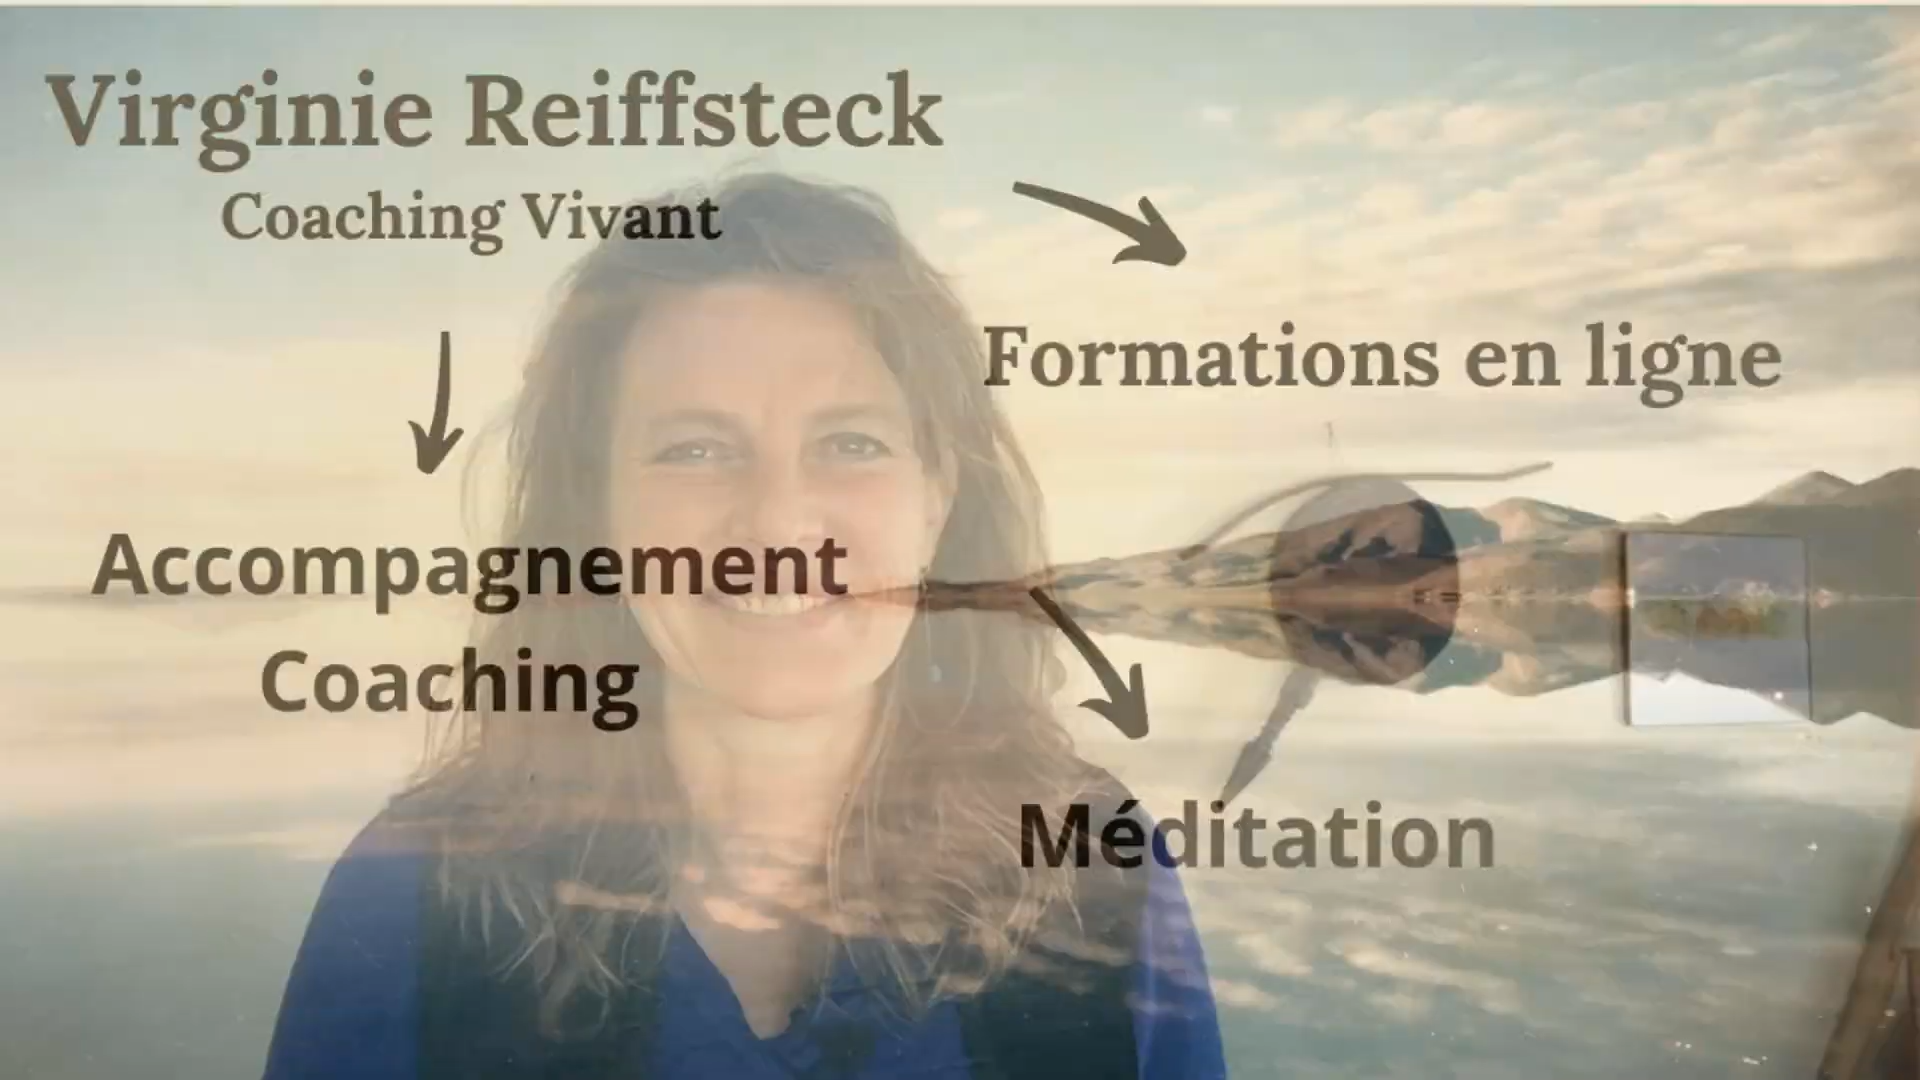 Virginie Reiffsteck
Coaching Vivant
Formations en ligne
Accompagnement
Coaching
Méditation